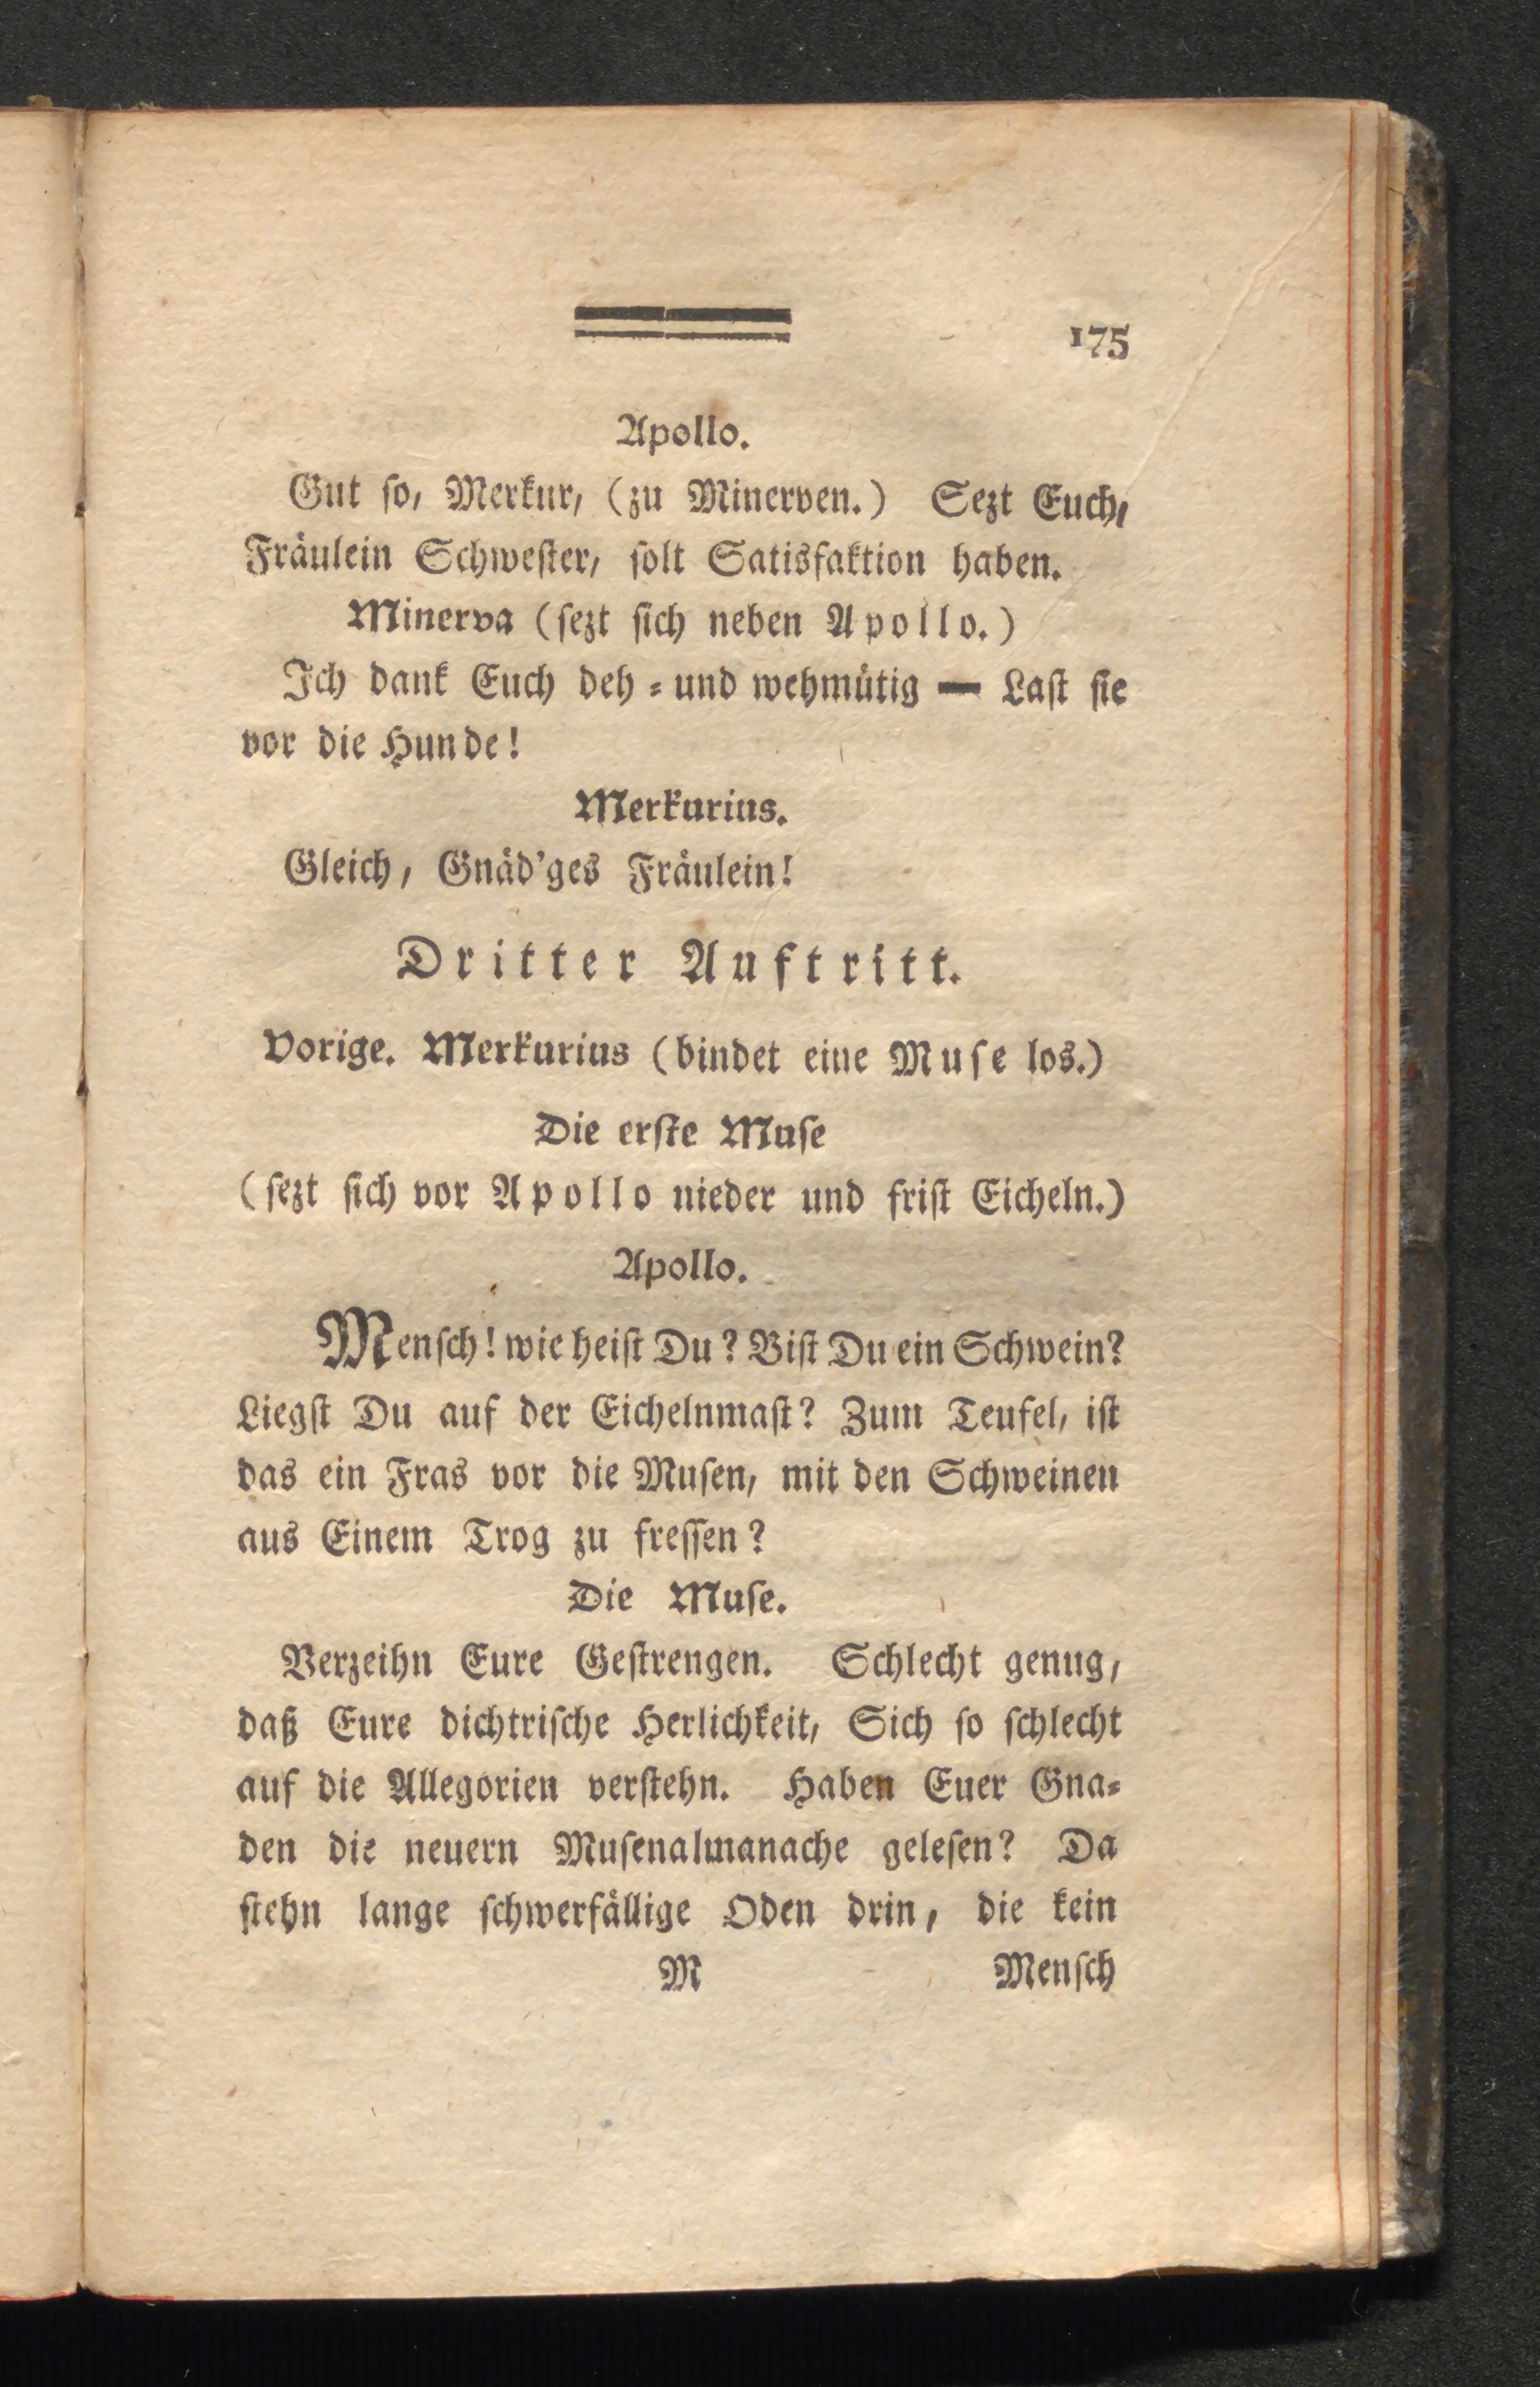 175
Apollo.
Gut ſo, Merkur, (zu Minerven.) Sezt Euch,
Fräulein Schweſter, ſolt Satisfaktion haben.
Minerva (ſezt ſich neben Apollo.)
Ich dank Euch deh-und wehmütig — Laſt ſie
vor die Hunde!
Merkurius.
Gleich, Gnäd'ges Fräulein!
Dritter Auftritt.
Vorige. Merkurius (bindet eine Muſe los.)
Die erſte Muſe
(ſezt ſich vor Apollo nieder und friſt Eicheln.)
Apollo.
Menſch! wie heiſt Du? Biſt Du ein Schwein?
Liegſt Du auf der Eichelnmaſt? Zum Teufel, iſt
das ein Fras vor die Muſen, mit den Schweinen
aus Einem Trog zu freſſen?
Die Muſe.
Verzeihn Eure Geſtrengen. Schlecht genug,
daß Eure dichtriſche Herlichkeit, Sich ſo ſchlecht
auf die Allegorien verſtehn. Haben Euer Gna-
den die neuern Muſenalmanache geleſen? Da
ſtehn lange ſchwerfällige Oden drin, die kein
M Menſch